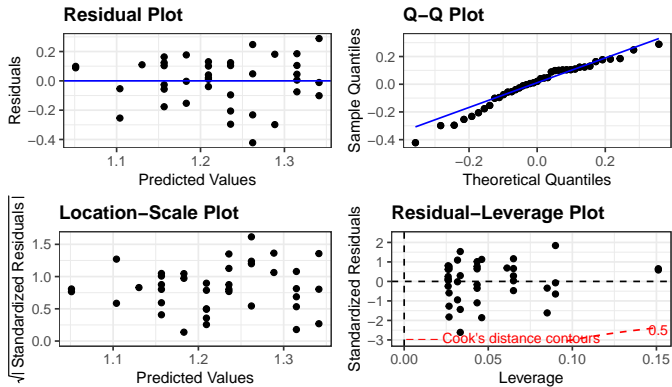 Residual Plot
Residuals
0.2
0.0
−0.2
−0.4
1.1
1.2
1.3
Predicted Values
Q−Q Plot
Sample Quantiles
0.2
0.0
−0.2
−0.4
−0.2
0.0
0.2
Theoretical Quantiles
Location−Scale Plot
√| Standardized Residuals |
1.5
1.0
0.5
0.0
1.1
1.2
1.3
Predicted Values
Residual−Leverage Plot
Standardized Residuals
2
1
0
−1
−2
−3
Cook's distance contours
0.5
0.00
0.05
0.10
0.15
Leverage